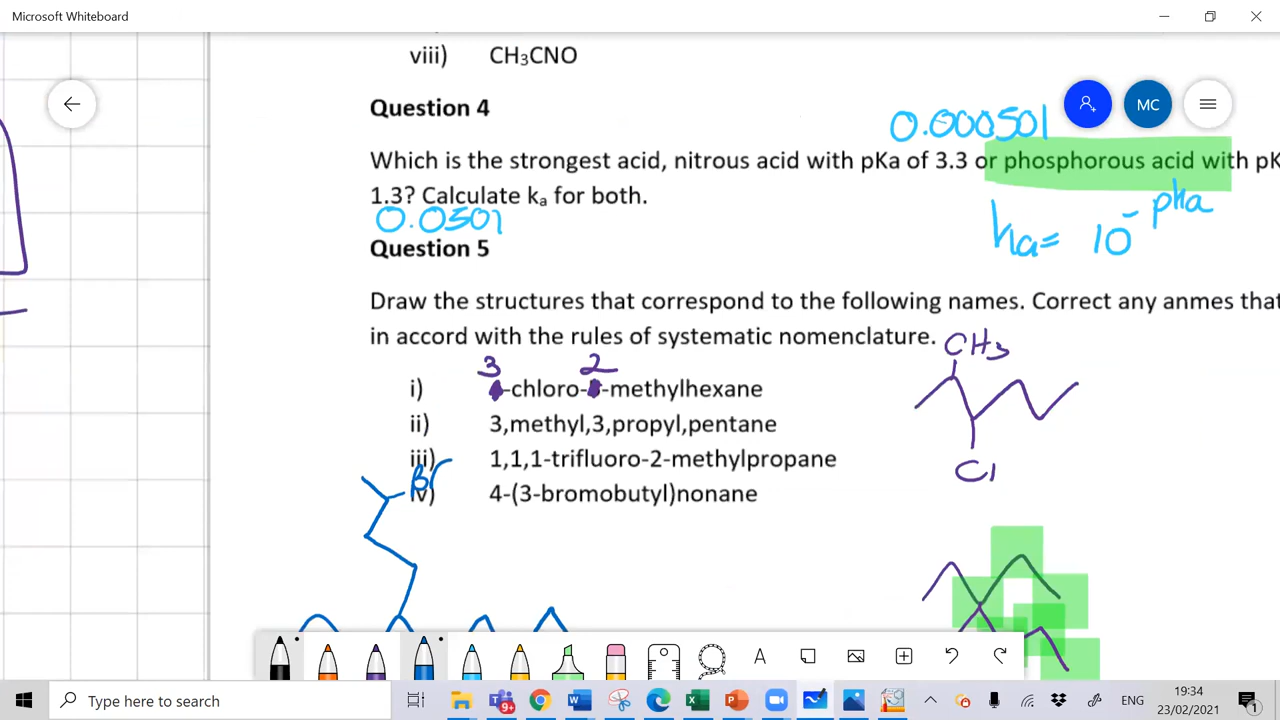 Microsoft Whiteboard
viii) CH₃CNO
Question 4
MC
0.000501
Which is the strongest acid, nitrous acid with pKa of 3.3 or phosphorous acid with pK
1.3? Calculate kₐ for both.
0.0501
ka = 10^-pka
Question 5
Draw the structures that correspond to the following names. Correct any anmes that
in accord with the rules of systematic nomenclature.
CH3
3 2
i) -chloro- -methylhexane
ii) 3,methyl,3,propyl,pentane
iii) 1,1,1-trifluoro-2-methylpropane
Cl
Br
iv) 4-(3-bromobutyl)nonane
A
Type here to search
9+
ENG
19:34
23/02/2021
1